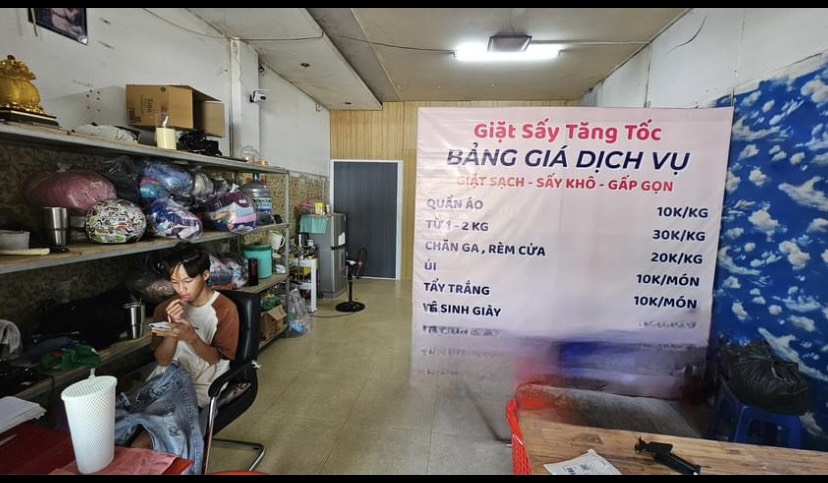 Giặt Sấy Tăng Tốc
BẢNG GIÁ DỊCH VỤ
GIẶT SẠCH - SẤY KHÔ - GẤP GỌN
QUẦN ÁO 10K/KG
TỪ 1 - 2 KG 30K/KG
CHĂN GA , RÈM CỬA 20K/KG
ỦI 10K/MÓN
TẨY TRẮNG 10K/MÓN
VỆ SINH GIÀY